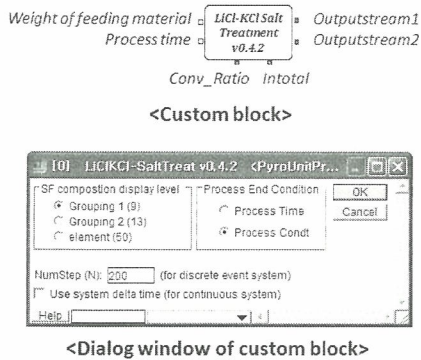 Weight of feeding material
Process time
LiCl-KCl Salt
Treatment
v0.4.2
Outputstream1
Outputstream2
Conv_Ratio Intotal
<Custom block>
[0] LiClKCl-SaltTreat v0.4.2 <PyroUnitPr...
SF compostion display level
Grouping 1 (9)
Grouping 2 (13)
element (50)
Process End Condition
Process Time
Process Condt
OK
Cancel
NumStep (N): 200 (for discrete event system)
Use system delta time (for continuous system)
Help
<Dialog window of custom block>